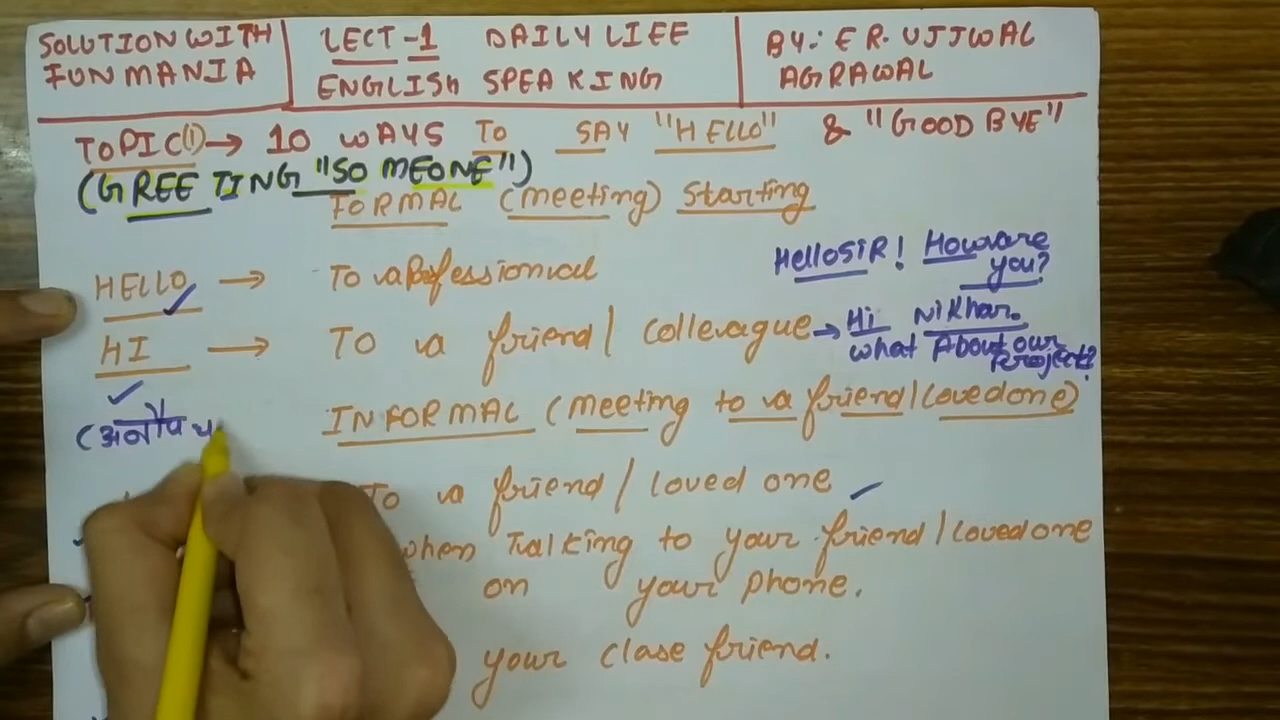 SOLUTION WITH
FUN MANIA
LECT-1 DAILY LIFE
ENGLISH SPEAKING
BY:- ER. UJJWAL
AGRAWAL
TOPIC(1)→ 10 WAYS TO SAY "HELLO" & "GOOD BYE"
(GREETING "SOMEONE")
FORMAL (meeting) Starting
HELLO → To a Professional
Hello SIR! How are
you?
HI → TO a friend/ colleague → Hi Nikhar.
what About our
Project?
INFORMAL (meeting to a friend/Loved one)
To a friend/ loved one
when Talking to your friend/Loved one
on your phone.
your close friend.